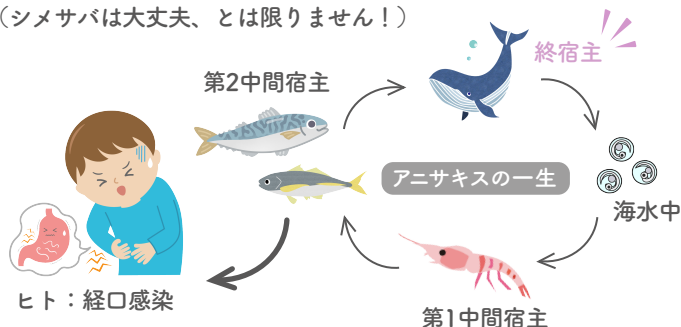 （シメサバは大丈夫、とは限りません！）
終宿主
第2中間宿主
アニサキスの一生
海水中
ヒト：経口感染
第1中間宿主